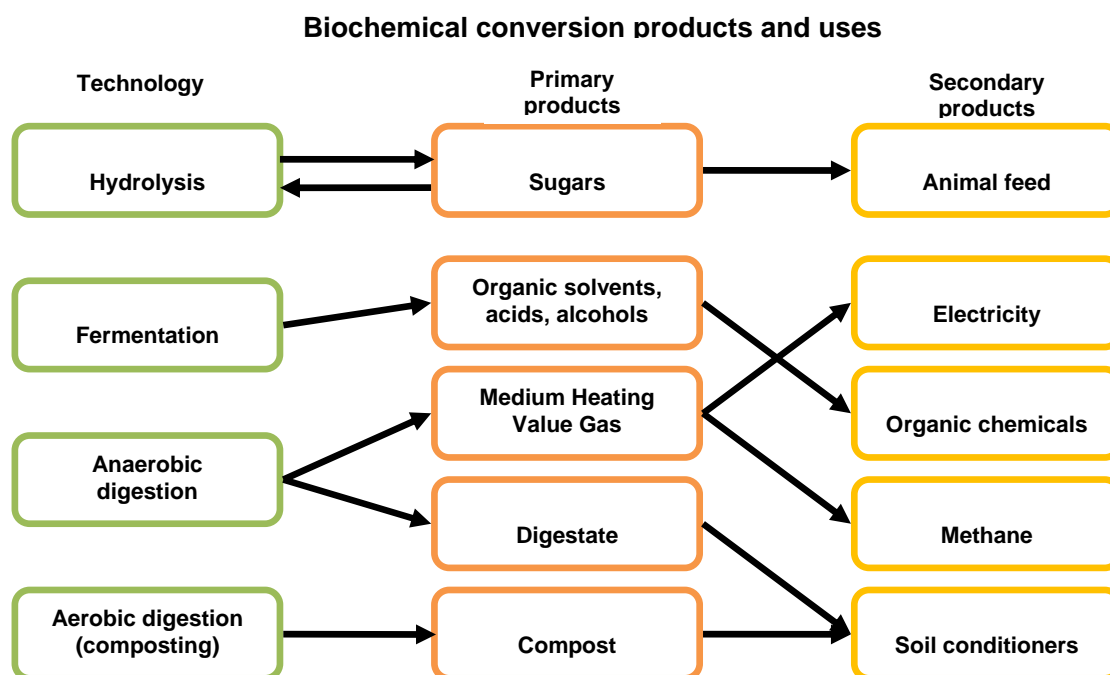 Biochemical conversion products and uses
Technology
Primary
products
Secondary
products
Hydrolysis
Sugars
Animal feed
Fermentation
Organic solvents,
acids, alcohols
Electricity
Medium Heating
Value Gas
Organic chemicals
Anaerobic
digestion
Digestate
Methane
Aerobic digestion
(composting)
Compost
Soil conditioners